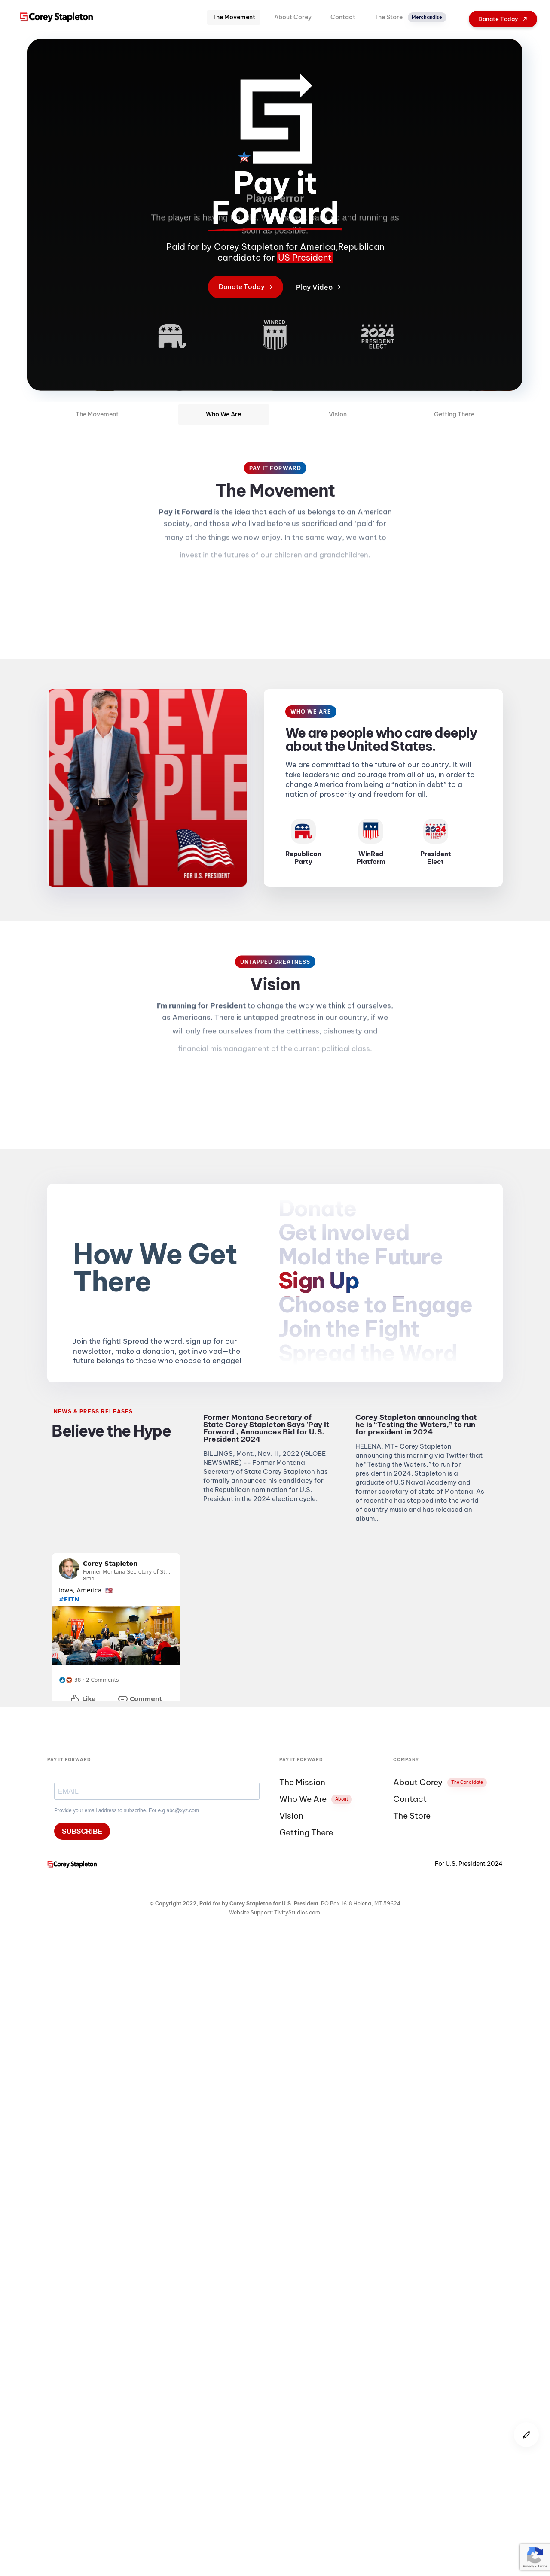 Corey Stapleton
The Movement
About Corey
Contact
The Store
Merchandise
Donate Today
Pay it
Player error
Forward
Paid for by Corey Stapleton for America,Republican
candidate for US President
Donate Today
Play Video
WINRED
2024
PRESIDENT
ELECT
The Movement
Who We Are
Vision
Getting There
PAY IT FORWARD
The Movement
Pay it Forward is the idea that each of us belongs to an American
society, and those who lived before us sacrificed and ‘paid’ for
many of the things we now enjoy. In the same way, we want to
invest in the futures of our children and grandchildren.
COREY
STAPLE
TON
FOR U.S. PRESIDENT
WHO WE ARE
We are people who care deeply
about the United States.
We are committed to the future of our country. It will
take leadership and courage from all of us, in order to
change America from being a “nation in debt” to a
nation of prosperity and freedom for all.
2024
PRESIDENT
ELECT
Republican
Party
WinRed
Platform
President
Elect
UNTAPPED GREATNESS
Vision
I’m running for President to change the way we think of ourselves,
as Americans. There is untapped greatness in our country, if we
will only free ourselves from the pettiness, dishonesty and
financial mismanagement of the current political class.
How We Get
There
Join the fight! Spread the word, sign up for our
newsletter, make a donation, get involved—the
future belongs to those who choose to engage!
Donate
Get Involved
Mold the Future
Sign Up
Choose to Engage
Join the Fight
Spread the Word
NEWS & PRESS RELEASES
Believe the Hype
Former Montana Secretary of
State Corey Stapleton Says 'Pay It
Forward', Announces Bid for U.S.
President 2024
BILLINGS, Mont., Nov. 11, 2022 (GLOBE
NEWSWIRE) -- Former Montana
Secretary of State Corey Stapleton has
formally announced his candidacy for
the Republican nomination for U.S.
President in the 2024 election cycle.
Corey Stapleton announcing that
he is “Testing the Waters,” to run
for president in 2024
HELENA, MT- Corey Stapleton
announcing this morning via Twitter that
he “Testing the Waters,” to run for
president in 2024. Stapleton is a
graduate of U.S Naval Academy and
former secretary of state of Montana. As
of recent he has stepped into the world
of country music and has released an
album...
Corey Stapleton
Former Montana Secretary of St...
8mo
Iowa, America. 🇺🇸
#FITN
38 · 2 Comments
Like
Comment
PAY IT FORWARD
EMAIL
Provide your email address to subscribe. For e.g abc@xyz.com
SUBSCRIBE
PAY IT FORWARD
The Mission
Who We Are
About
Vision
Getting There
COMPANY
About Corey
The Candidate
Contact
The Store
Corey Stapleton
For U.S. President 2024
© Copyright 2022, Paid for by Corey Stapleton for U.S. President. PO Box 1618 Helena, MT 59624
Website Support: TivityStudios.com.
Privacy - Terms